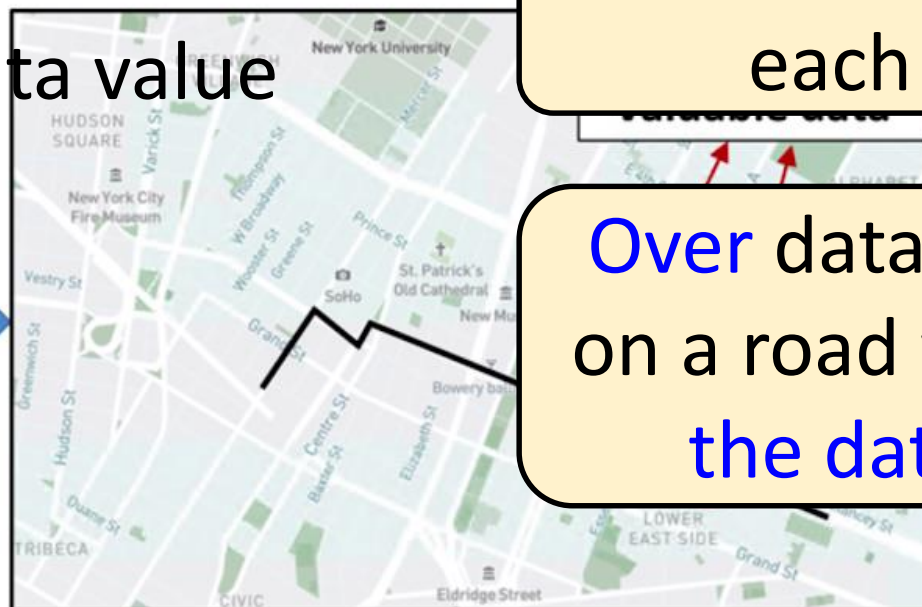 ta value
each
New York University
HUDSON
SQUARE
Varick St
Mercer St
Thompson St
W Broadway
Wooster St
Greene St
New York City
Fire Museum
Prince St
St. Patrick's
Old Cathedral
Vestry St
SoHo
New Mu
Grand St
Greenwich St
Bowery bal
Over data
on a road
the dat
Hudson St
Centre St
Baxter St
Elizabeth St
Duane St
TRIBECA
LOWER
EAST SIDE
Grand St
CIVIC
Eldridge Street